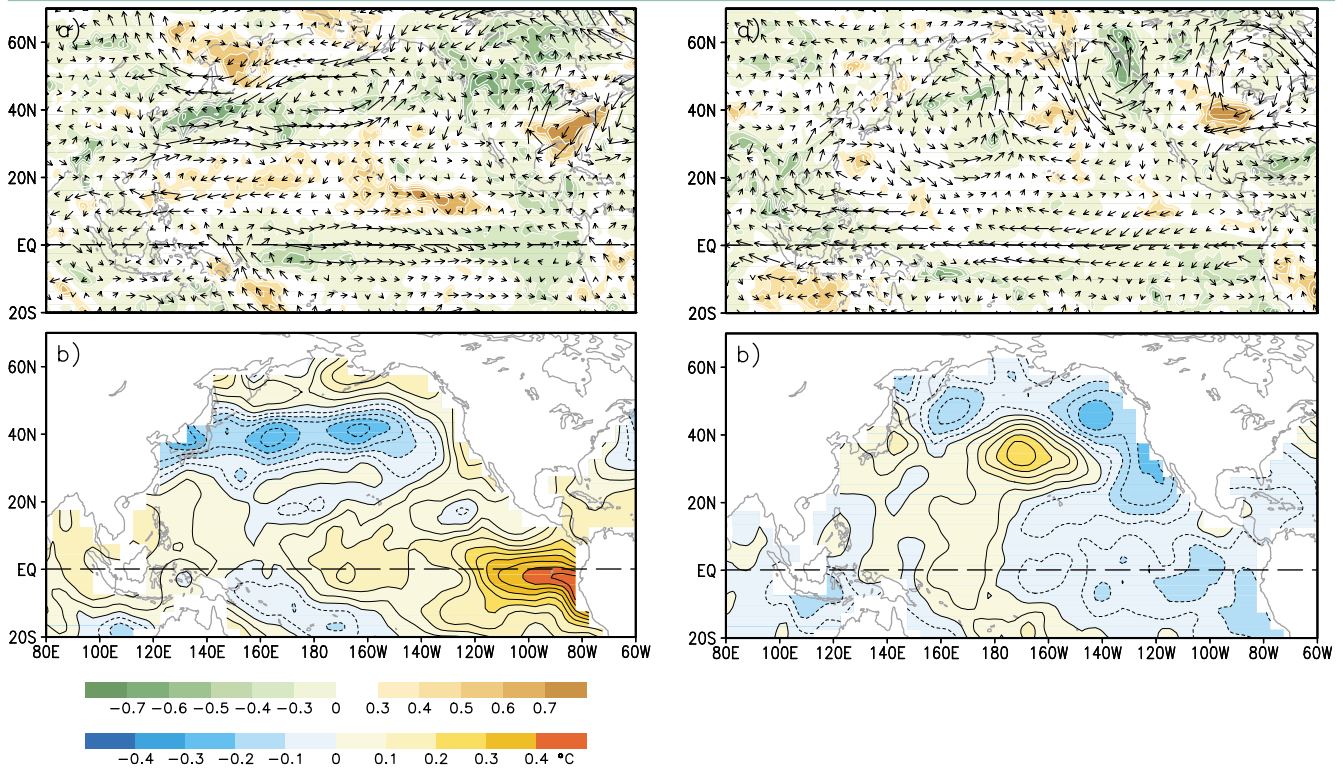 a) d)
60N 60N
40N 40N
20N 20N
EQ EQ
20S 20S
b) b)
60N 60N
40N 40N
20N 20N
EQ EQ
20S 20S
80E 100E 120E 140E 160E 180 160W 140W 120W 100W 80W 60W 80E 100E 120E 140E 160E 180 160W 140W 120W 100W 80W 60W
−0.7 −0.6 −0.5 −0.4 −0.3 0 0.3 0.4 0.5 0.6 0.7
−0.4 −0.3 −0.2 −0.1 0 0.1 0.2 0.3 0.4 °C